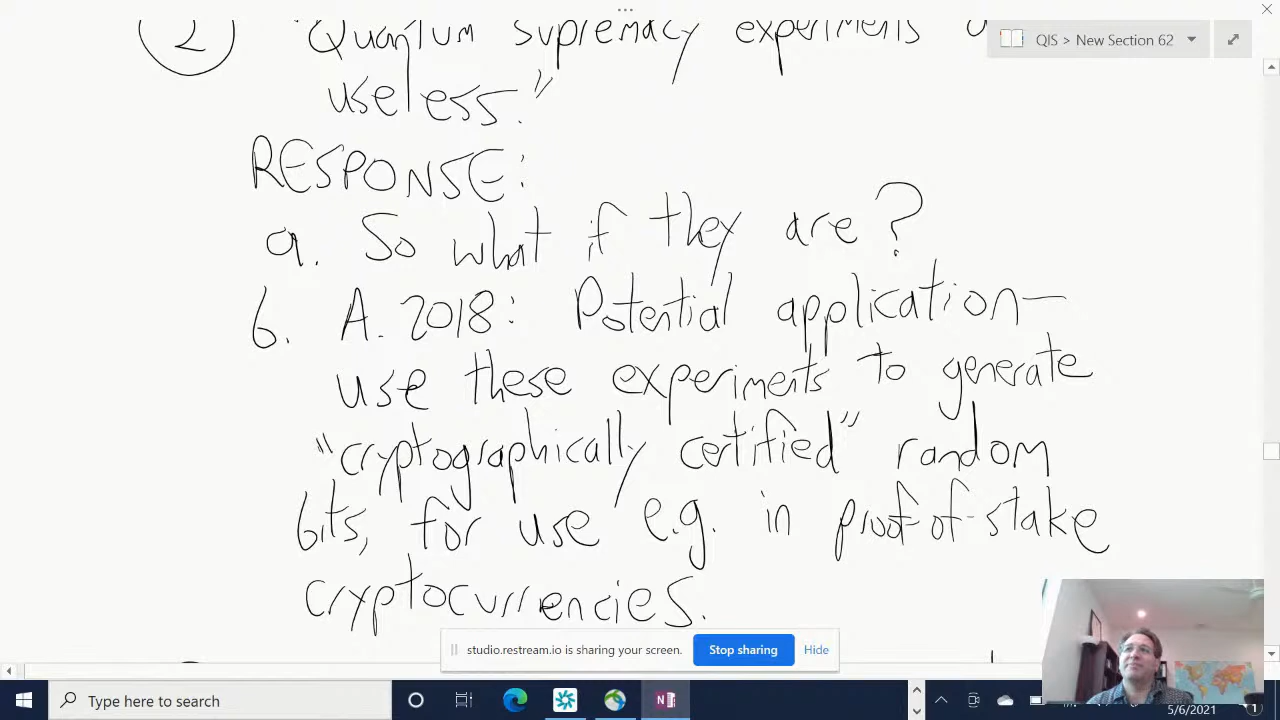 2 "Quantum supremacy experiments
QIS > New Section 62
useless."
RESPONSE:
a. So what if they are?
b. A. 2018: Potential application—
use these experiments to generate
"cryptographically certified" random
bits, for use e.g. in proof-of-stake
cryptocurrencies.
studio.restream.io is sharing your screen. Stop sharing Hide
Type here to search
5/6/2021